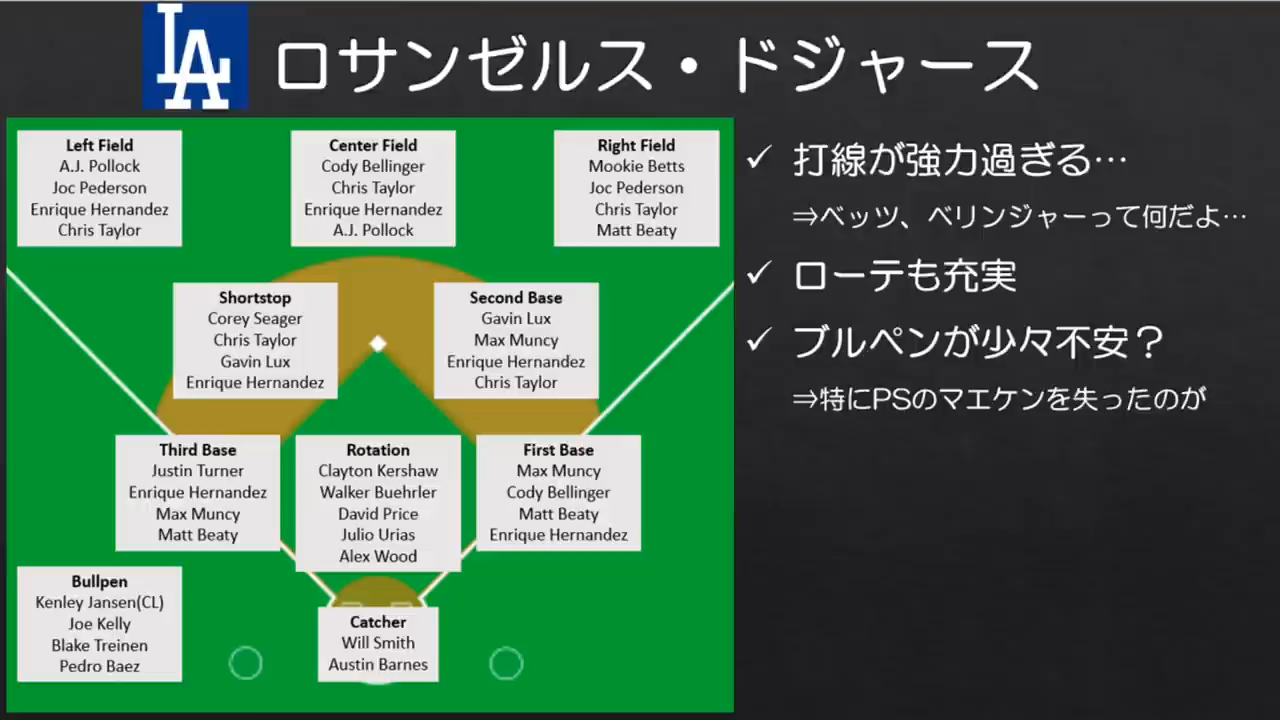 LA ロサンゼルス・ドジャース
Left Field
A.J. Pollock
Joc Pederson
Enrique Hernandez
Chris Taylor
Center Field
Cody Bellinger
Chris Taylor
Enrique Hernandez
A.J. Pollock
Right Field
Mookie Betts
Joc Pederson
Chris Taylor
Matt Beaty
Shortstop
Corey Seager
Chris Taylor
Gavin Lux
Enrique Hernandez
Second Base
Gavin Lux
Max Muncy
Enrique Hernandez
Chris Taylor
Third Base
Justin Turner
Enrique Hernandez
Max Muncy
Matt Beaty
Rotation
Clayton Kershaw
Walker Buehrler
David Price
Julio Urias
Alex Wood
First Base
Max Muncy
Cody Bellinger
Matt Beaty
Enrique Hernandez
Bullpen
Kenley Jansen(CL)
Joe Kelly
Blake Treinen
Pedro Baez
Catcher
Will Smith
Austin Barnes
✓ 打線が強力過ぎる…
⇒ベッツ、ベリンジャーって何だよ…
✓ ローテも充実
✓ ブルペンが少々不安？
⇒特にPSのマエケンを失ったのが